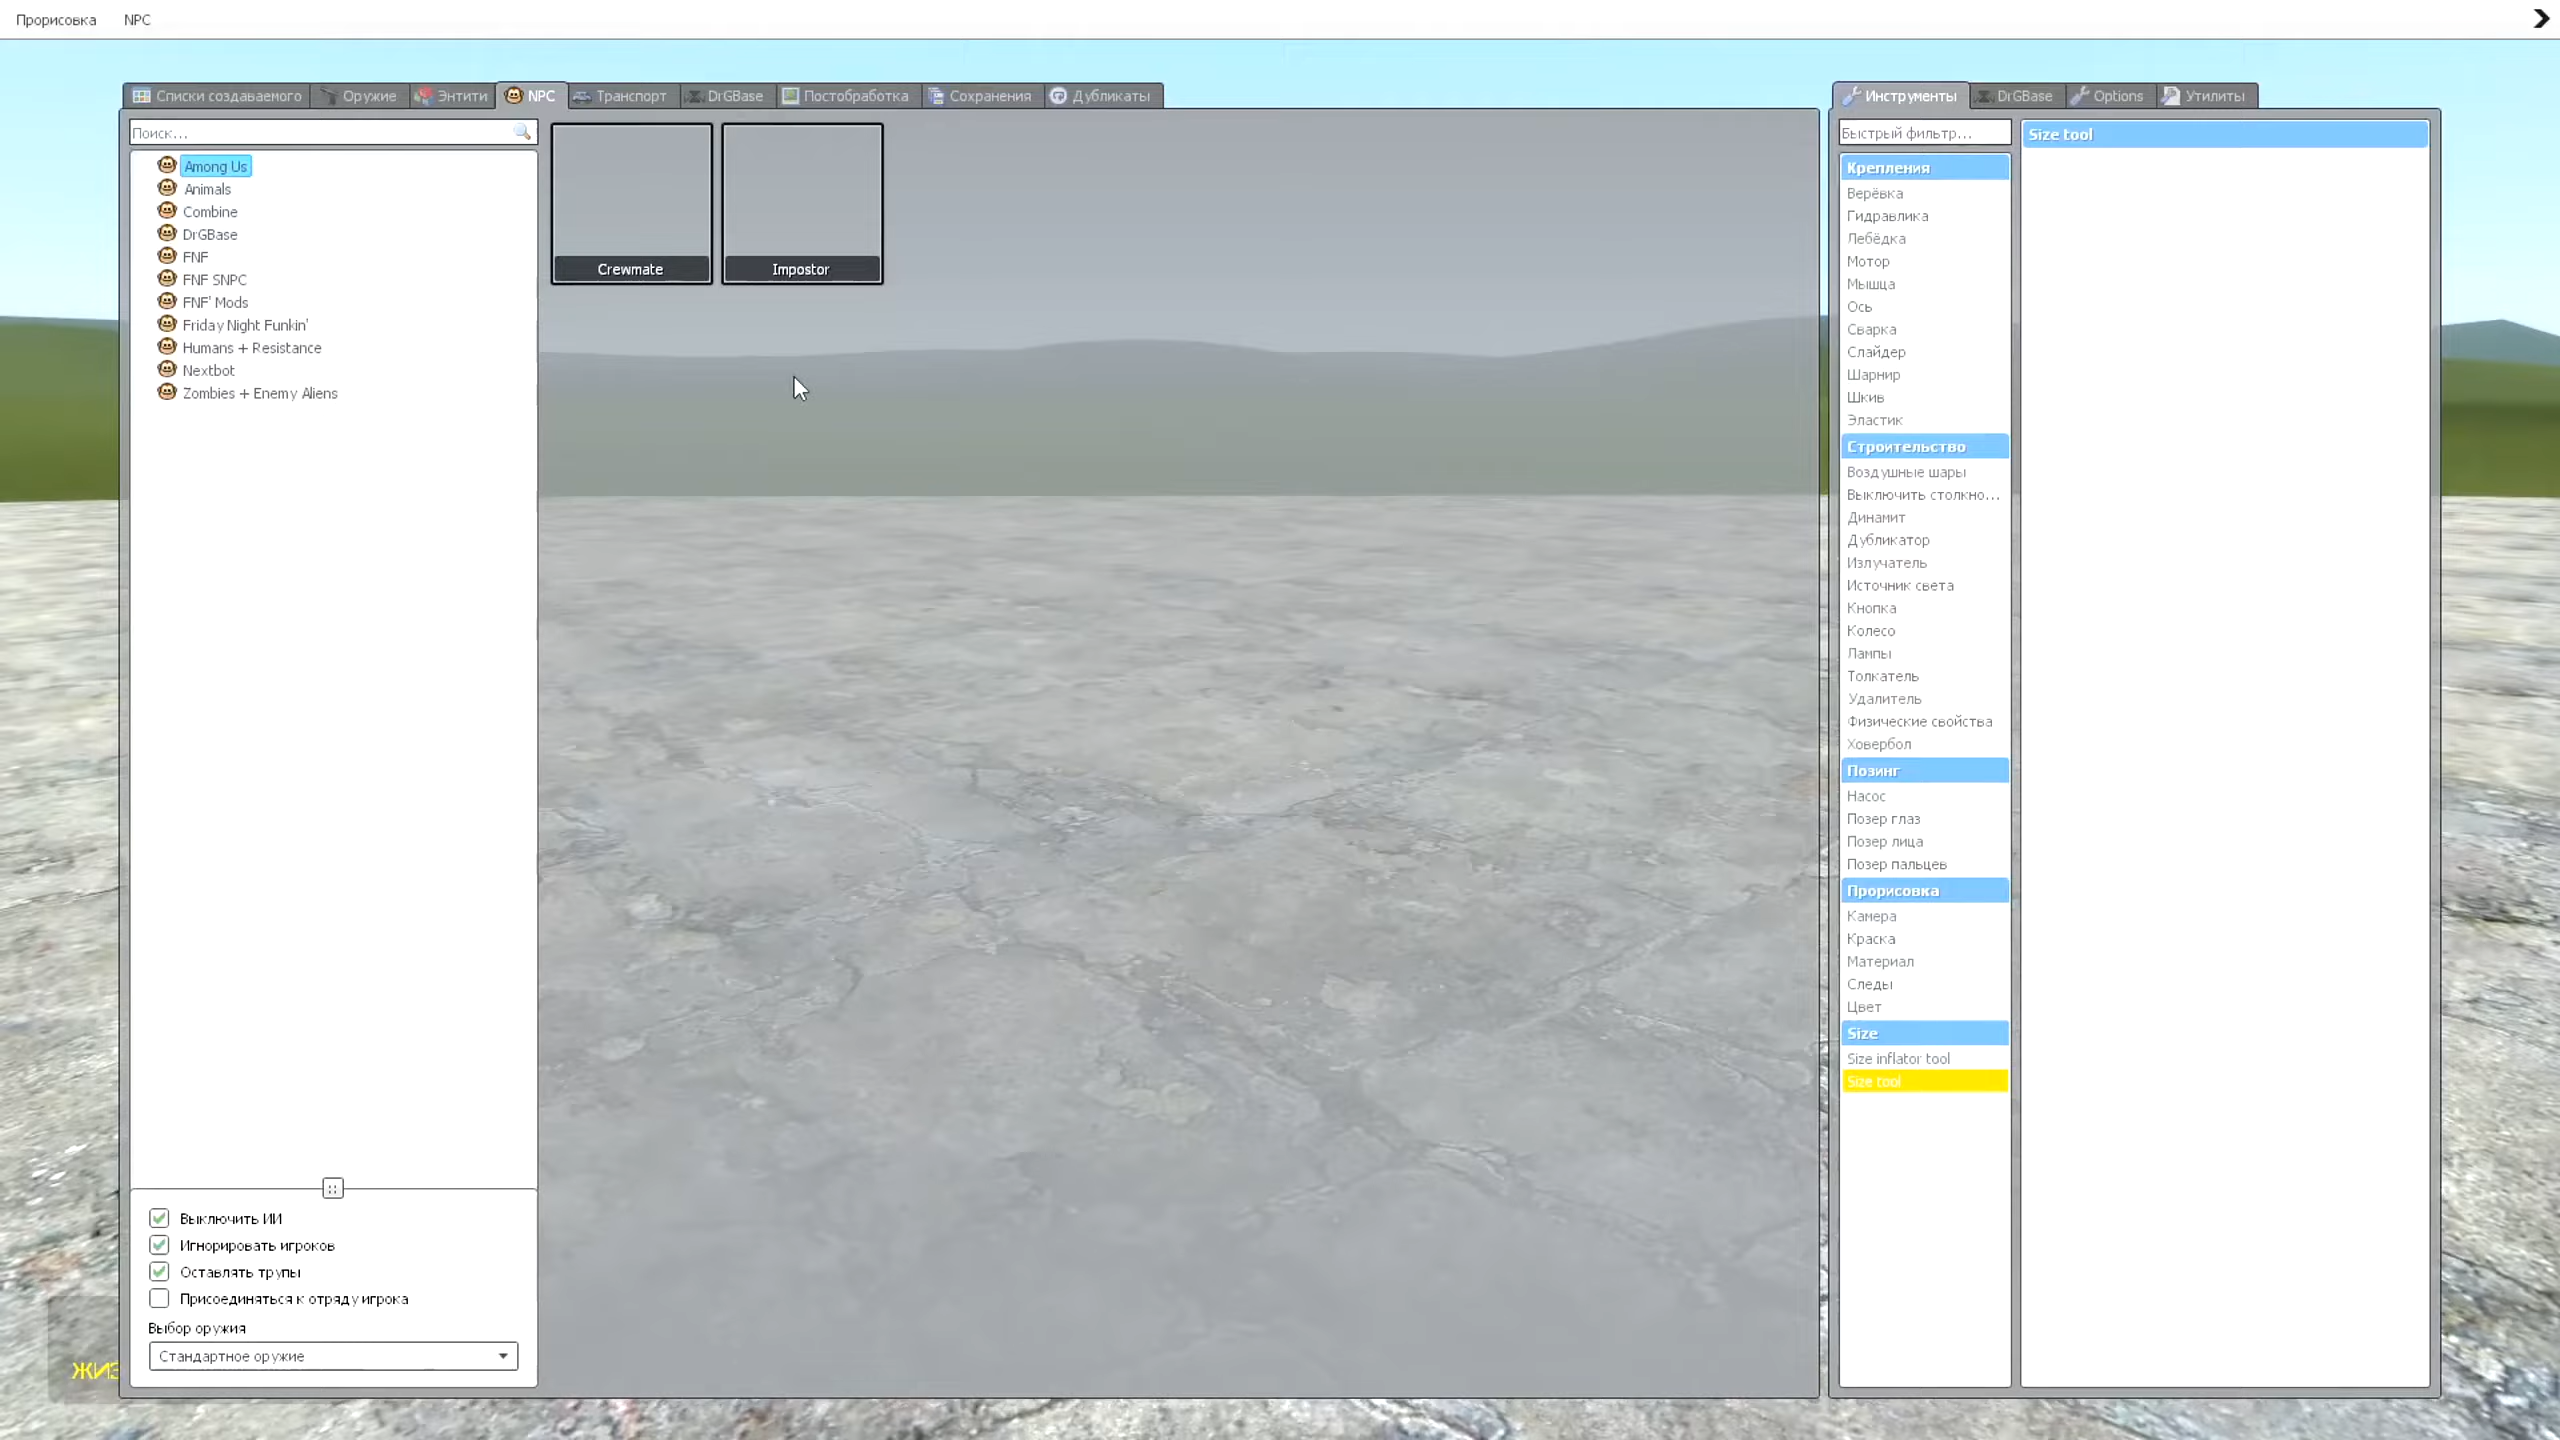 Прорисовка NPC
Списки создаваемого Оружие Энтити NPC Транспорт DrGBase Постобработка Сохранения Дубликаты
Поиск...
Among Us
Animals
Combine
DrGBase
FNF
FNF SNPC
FNF' Mods
Friday Night Funkin'
Humans + Resistance
Nextbot
Zombies + Enemy Aliens
Crewmate
Impostor
Выключить ИИ
Игнорировать игроков
Оставлять трупы
Присоединяться к отряду игрока
Выбор оружия
Стандартное оружие
Инструменты DrGBase Options Утилиты
Быстрый фильтр...
Крепления
Верёвка
Гидравлика
Лебёдка
Мотор
Мышца
Ось
Сварка
Слайдер
Шарнир
Шкив
Эластик
Строительство
Воздушные шары
Выключить столкно...
Динамит
Дубликатор
Излучатель
Источник света
Кнопка
Колесо
Лампы
Толкатель
Удалитель
Физические свойства
Ховербол
Позинг
Насос
Позер глаз
Позер лица
Позер пальцев
Прорисовка
Камера
Краска
Материал
Следы
Цвет
Size
Size inflator tool
Size tool
Size tool